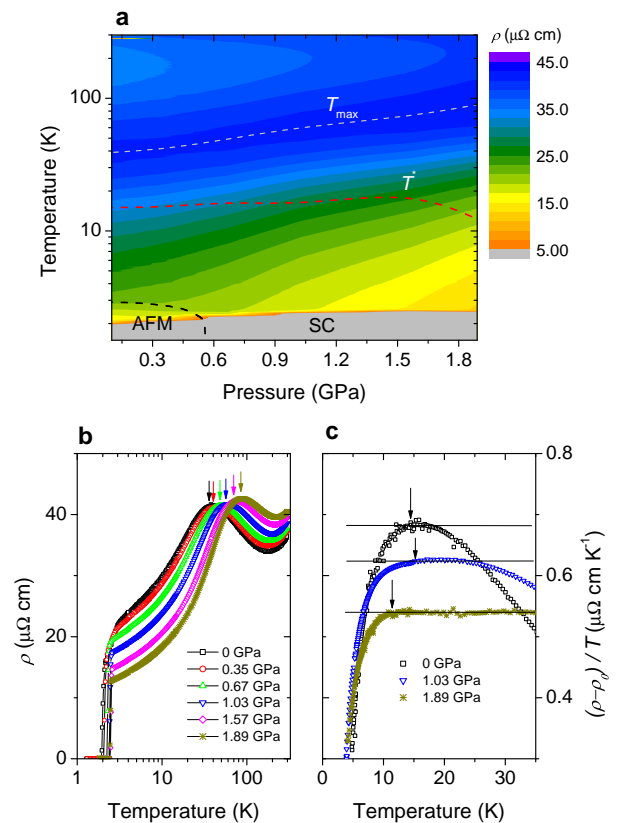 a
ρ (μΩ cm)
45.0
35.0
25.0
15.0
5.00
Temperature (K)
100
10
Tmax
T*
AFM
SC
0.3 0.6 0.9 1.2 1.5 1.8
Pressure (GPa)
b
ρ (μΩ cm)
40
20
0
0 GPa
0.35 GPa
0.67 GPa
1.03 GPa
1.57 GPa
1.89 GPa
1 10 100
Temperature (K)
c
0.8
0.6
0.4
(ρ−ρ0) / T (μΩ cm K⁻¹)
0 GPa
1.03 GPa
1.89 GPa
0 10 20 30
Temperature (K)